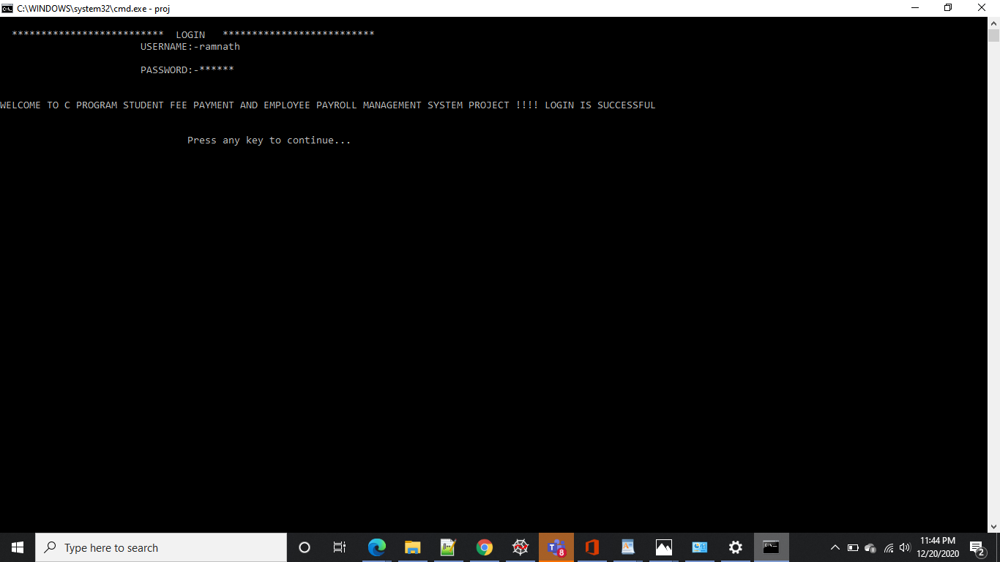 C:\WINDOWS\system32\cmd.exe - proj
************************** LOGIN **************************
USERNAME:-ramnath
PASSWORD:-******
WELCOME TO C PROGRAM STUDENT FEE PAYMENT AND EMPLOYEE PAYROLL MANAGEMENT SYSTEM PROJECT !!!! LOGIN IS SUCCESSFUL
Press any key to continue...
Type here to search
8
11:44 PM
12/20/2020
2